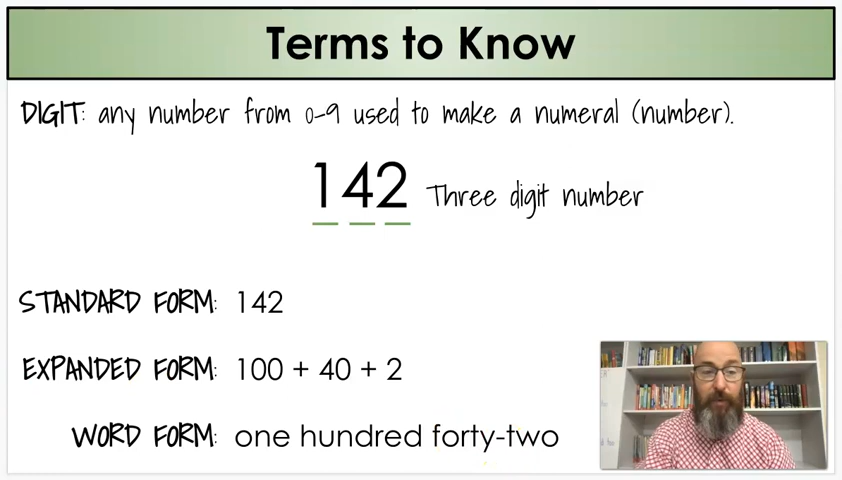 Terms to Know
DIGIT: any number from 0-9 used to make a numeral (number).
142 Three digit number
STANDARD FORM: 142
EXPANDED FORM: 100 + 40 + 2
WORD FORM: one hundred forty-two